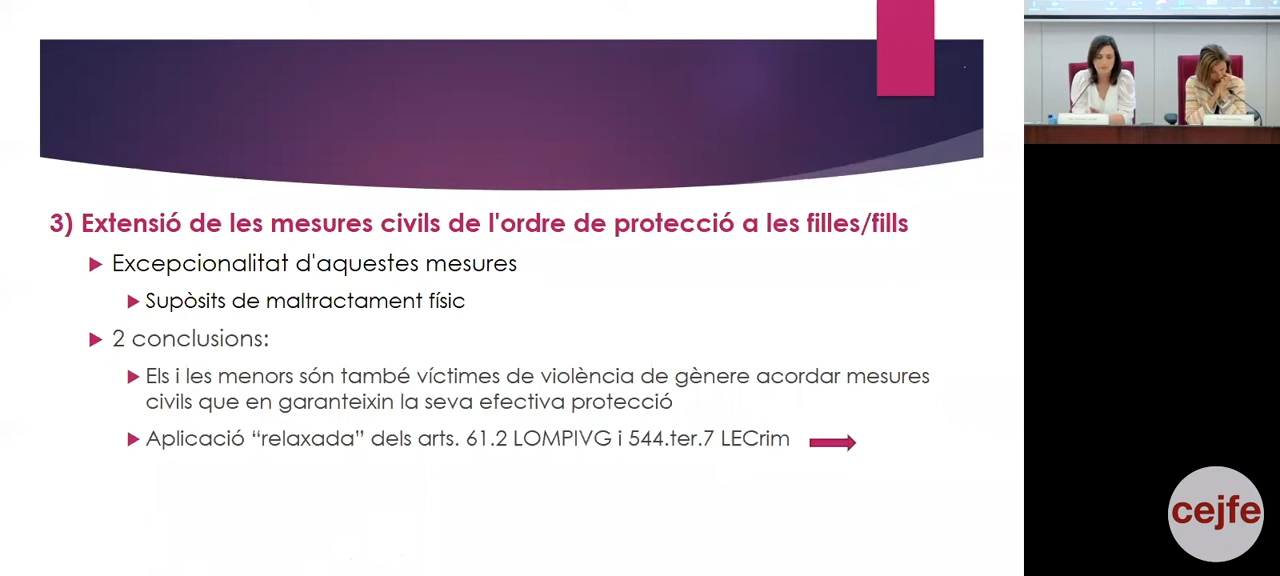 3) Extensió de les mesures civils de l'ordre de protecció a les filles/fills
Excepcionalitat d'aquestes mesures
Supòsits de maltractament físic
2 conclusions:
Els i les menors són també víctimes de violència de gènere acordar mesures
civils que en garanteixin la seva efectiva protecció
Aplicació “relaxada” dels arts. 61.2 LOMPIVG i 544.ter.7 LECrim
cejfe